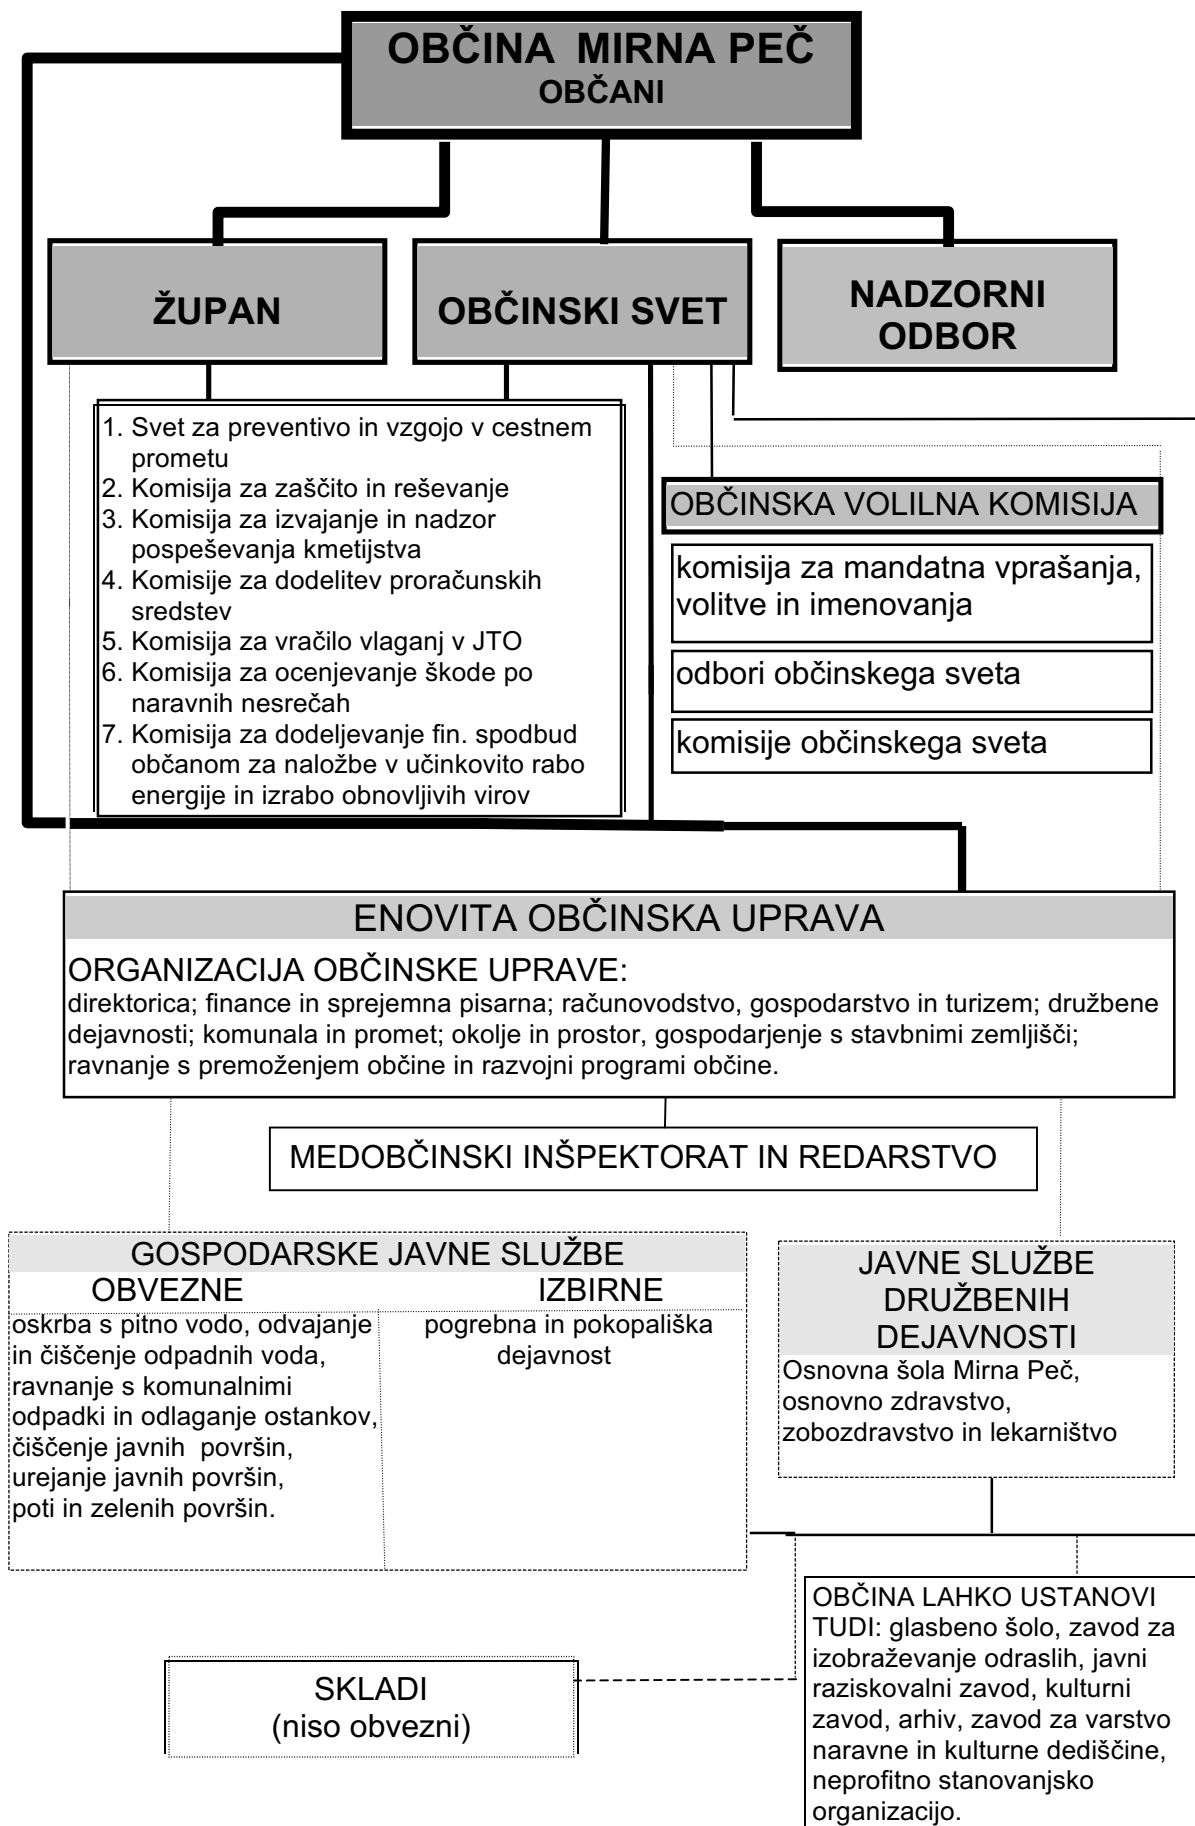 OBČINA MIRNA PEČ
OBČANI
ŽUPAN
OBČINSKI SVET
NADZORNI
ODBOR
1. Svet za preventivo in vzgojo v cestnem
prometu
2. Komisija za zaščito in reševanje
3. Komisija za izvajanje in nadzor
pospeševanja kmetijstva
4. Komisije za dodelitev proračunskih
sredstev
5. Komisija za vračilo vlaganj v JTO
6. Komisija za ocenjevanje škode po
naravnih nesrečah
7. Komisija za dodeljevanje fin. spodbud
občanom za naložbe v učinkovito rabo
energije in izrabo obnovljivih virov
OBČINSKA VOLILNA KOMISIJA
komisija za mandatna vprašanja,
volitve in imenovanja
odbori občinskega sveta
komisije občinskega sveta
ENOVITA OBČINSKA UPRAVA
ORGANIZACIJA OBČINSKE UPRAVE:
direktorica; finance in sprejemna pisarna; računovodstvo, gospodarstvo in turizem; družbene
dejavnosti; komunala in promet; okolje in prostor, gospodarjenje s stavbnimi zemljišči;
ravnanje s premoženjem občine in razvojni programi občine.
MEDOBČINSKI INŠPEKTORAT IN REDARSTVO
GOSPODARSKE JAVNE SLUŽBE
OBVEZNE
oskrba s pitno vodo, odvajanje
in čiščenje odpadnih voda,
ravnanje s komunalnimi
odpadki in odlaganje ostankov,
čiščenje javnih površin,
urejanje javnih površin,
poti in zelenih površin.
IZBIRNE
pogrebna in pokopališka
dejavnost
JAVNE SLUŽBE
DRUŽBENIH
DEJAVNOSTI
Osnovna šola Mirna Peč,
osnovno zdravstvo,
zobozdravstvo in lekarništvo
OBČINA LAHKO USTANOVI
TUDI: glasbeno šolo, zavod za
izobraževanje odraslih, javni
raziskovalni zavod, kulturni
zavod, arhiv, zavod za varstvo
naravne in kulturne dediščine,
neprofitno stanovanjsko
organizacijo.
SKLADI
(niso obvezni)